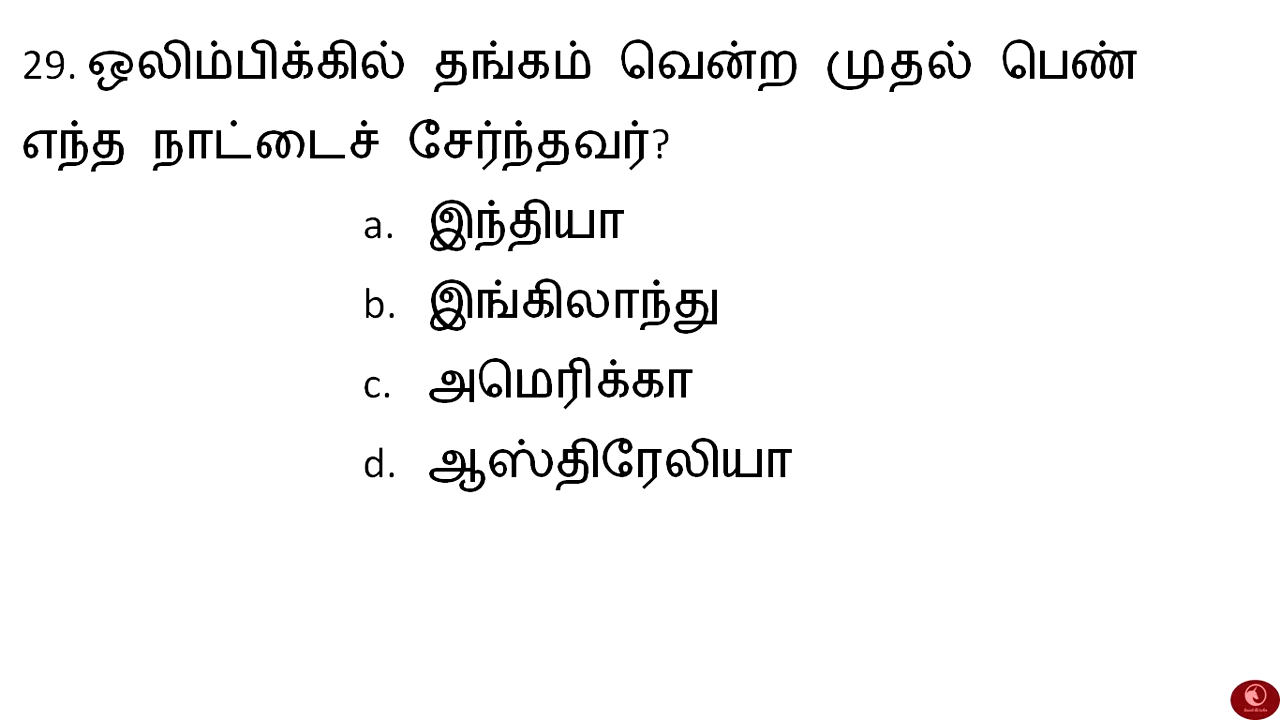 29. ஒலிம்பிக்கில் தங்கம் வென்ற முதல் பெண்
எந்த நாட்டைச் சேர்ந்தவர்?
a. இந்தியா
b. இங்கிலாந்து
c. அமெரிக்கா
d. ஆஸ்திரேலியா